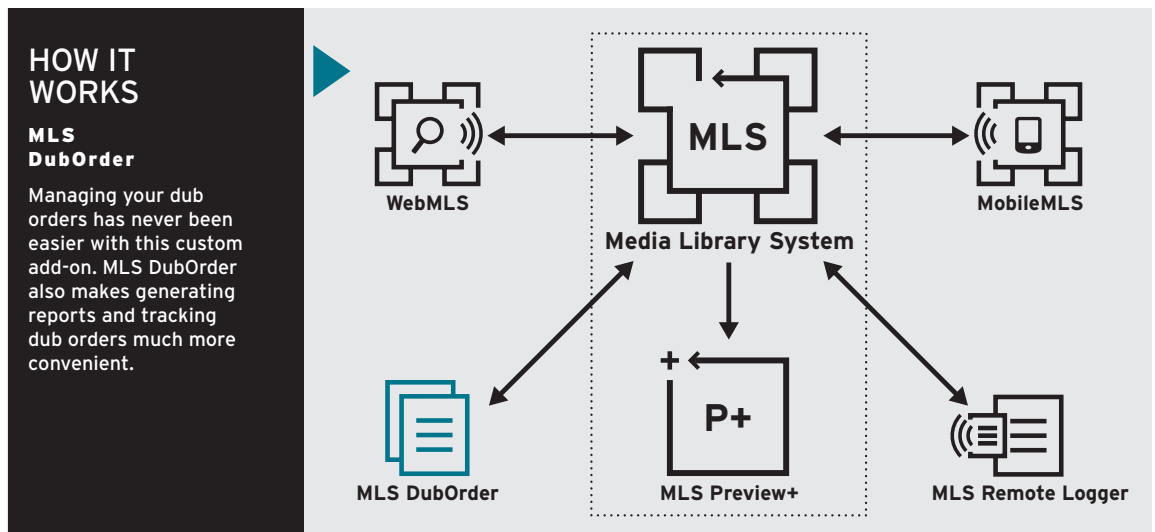 HOW IT
WORKS
MLS
DubOrder
Managing your dub
orders has never been
easier with this custom
add-on. MLS DubOrder
also makes generating
reports and tracking
dub orders much more
convenient.
WebMLS
MLS
Media Library System
MobileMLS
MLS DubOrder
+
P+
MLS Preview+
MLS Remote Logger